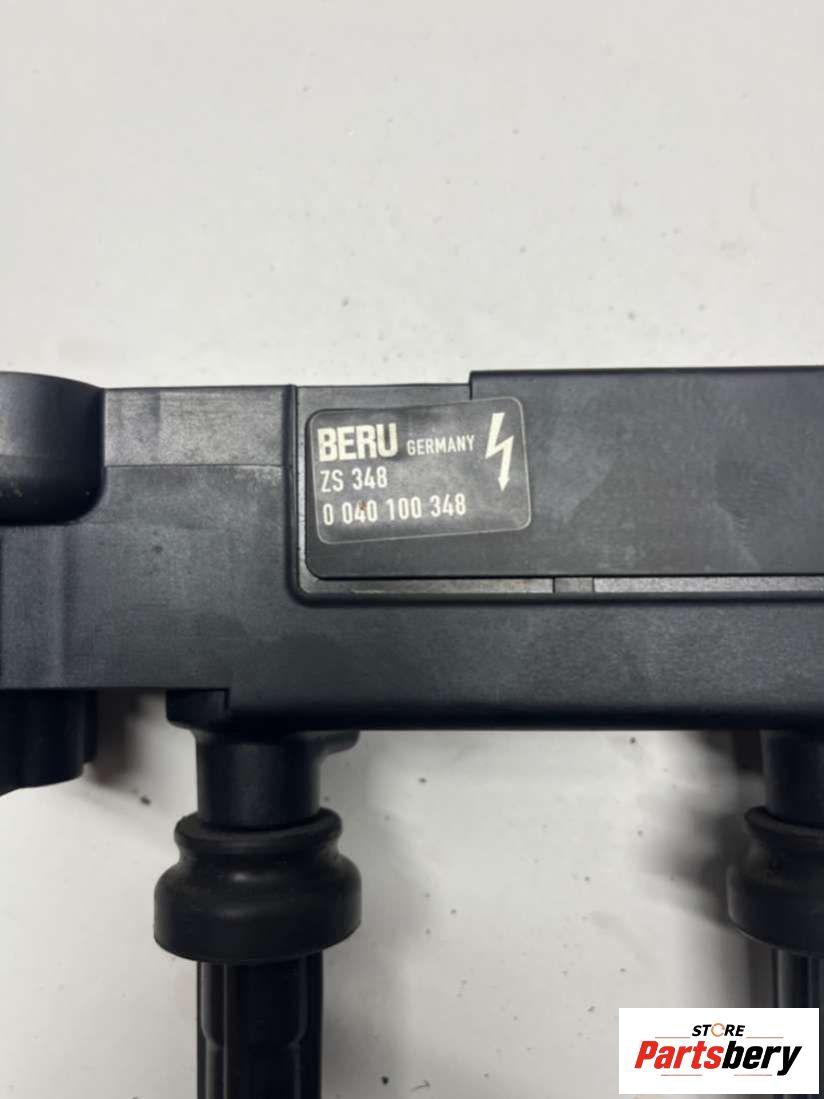 BERU GERMANY
ZS 348
0 040 100 348
STORE
Partsbery